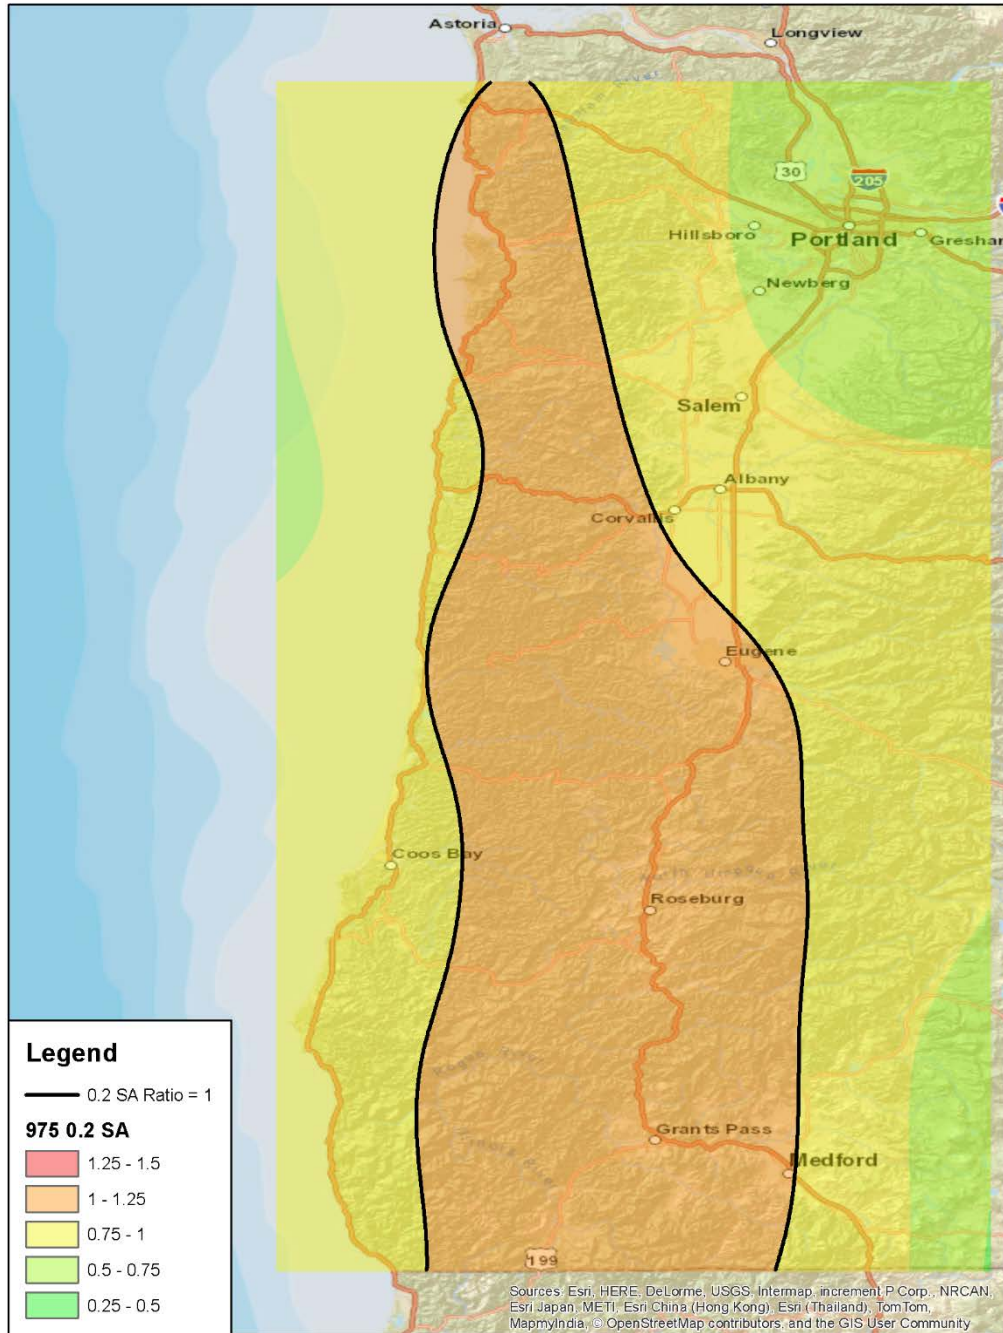 Astoria
Longview
30
205
Hillsboro
Portland
Gresham
Newberg
Salem
Albany
Corvallis
Eugene
Coos Bay
Roseburg
Grants Pass
Medford
199
Legend
0.2 SA Ratio = 1
975 0.2 SA
1.25 - 1.5
1 - 1.25
0.75 - 1
0.5 - 0.75
0.25 - 0.5
Sources: Esri, HERE, DeLorme, USGS, Intermap, increment P Corp., NRCAN,
Esri Japan, METI, Esri China (Hong Kong), Esri (Thailand), TomTom,
MapmyIndia, © OpenStreetMap contributors, and the GIS User Community